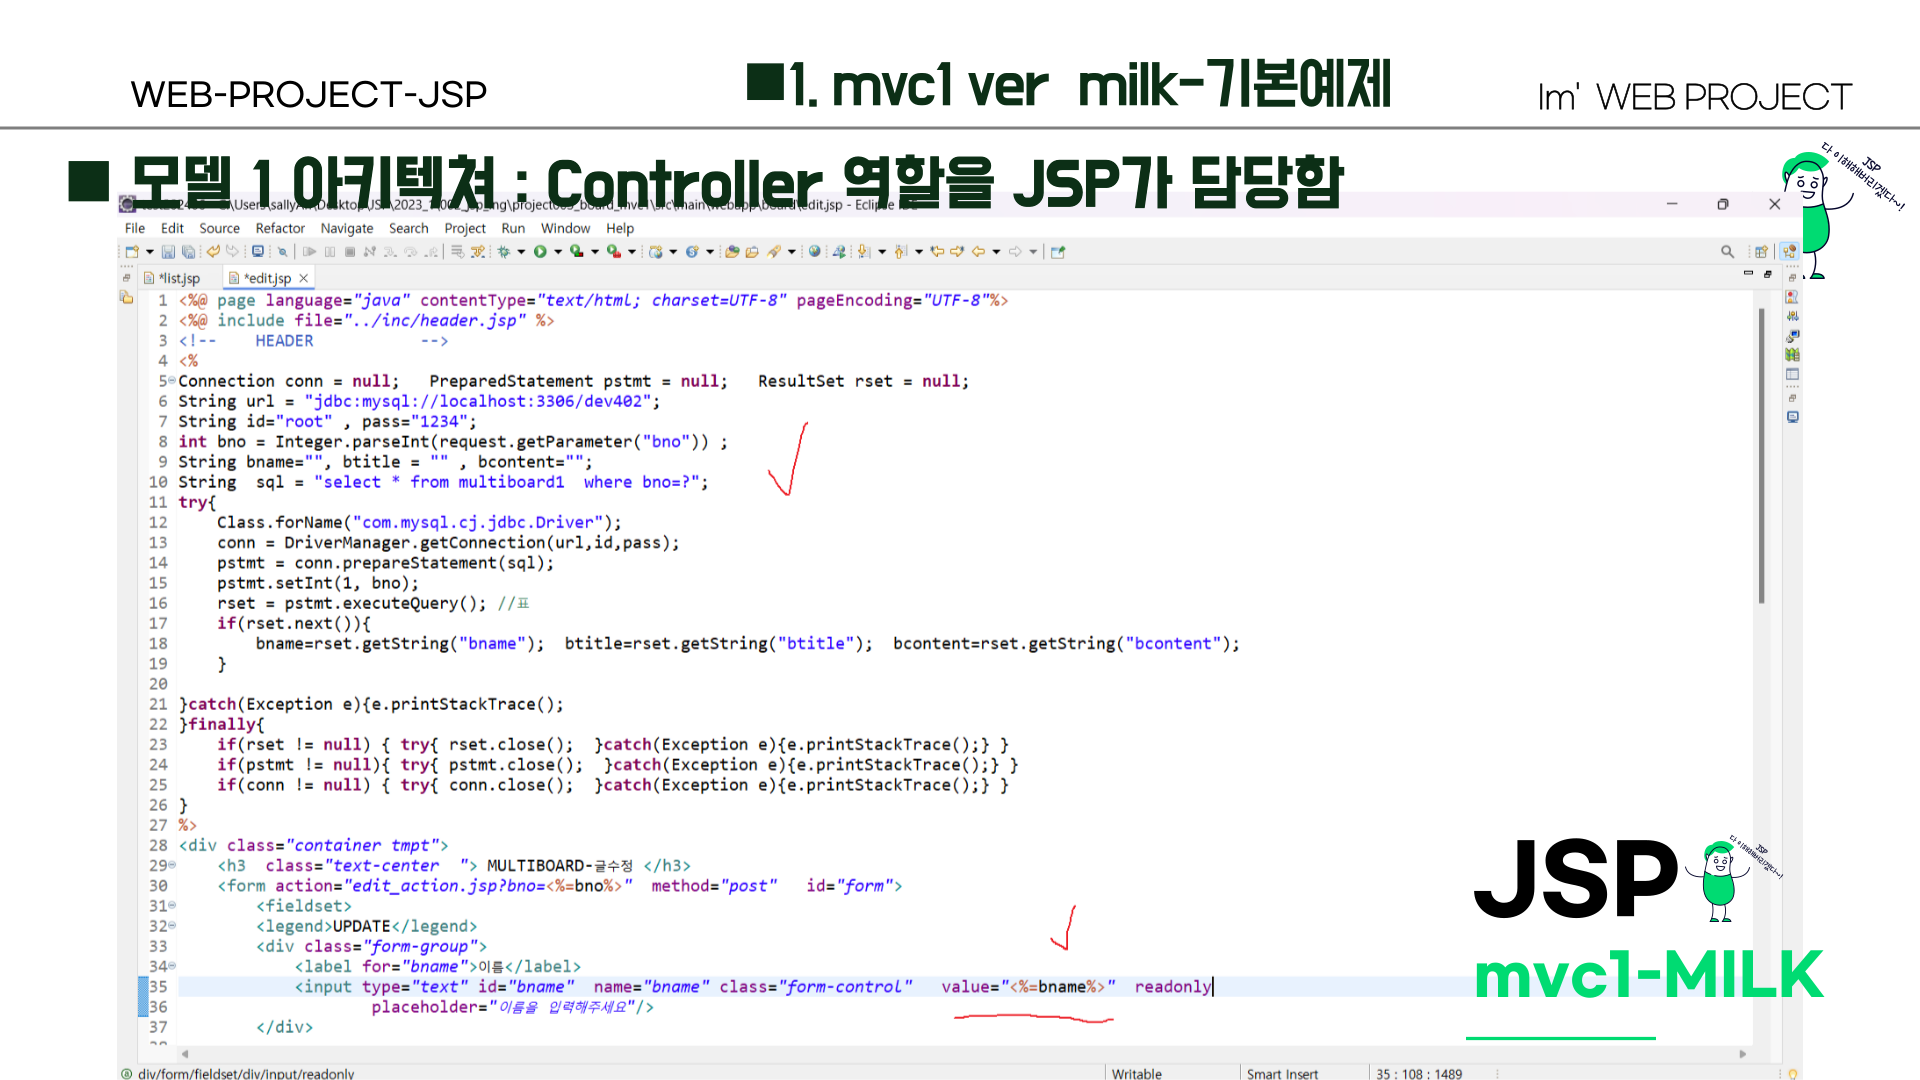 WEB-PROJECT-JSP
■1. mvc1 ver milk-기본예제
Im' WEB PROJECT
■ 모델 1 아키텍쳐 : Controller 역할을 JSP가 담당함
JSP
다 이해해버리겠다~!
File Edit Source Refactor Navigate Search Project Run Window Help
*list.jsp *edit.jsp
1 <%@ page language="java" contentType="text/html; charset=UTF-8" pageEncoding="UTF-8"%>
2 <%@ include file="../inc/header.jsp" %>
3 <!-- HEADER -->
4 <%
5 Connection conn = null; PreparedStatement pstmt = null; ResultSet rset = null;
6 String url = "jdbc:mysql://localhost:3306/dev402";
7 String id="root" , pass="1234";
8 int bno = Integer.parseInt(request.getParameter("bno")) ;
9 String bname="", btitle = "" , bcontent="";
10 String sql = "select * from multiboard1 where bno=?";
11 try{
12 Class.forName("com.mysql.cj.jdbc.Driver");
13 conn = DriverManager.getConnection(url,id,pass);
14 pstmt = conn.prepareStatement(sql);
15 pstmt.setInt(1, bno);
16 rset = pstmt.executeQuery(); //표
17 if(rset.next()){
18 bname=rset.getString("bname"); btitle=rset.getString("btitle"); bcontent=rset.getString("bcontent");
19 }
20
21 }catch(Exception e){e.printStackTrace();
22 }finally{
23 if(rset != null) { try{ rset.close(); }catch(Exception e){e.printStackTrace();} }
24 if(pstmt != null){ try{ pstmt.close(); }catch(Exception e){e.printStackTrace();} }
25 if(conn != null) { try{ conn.close(); }catch(Exception e){e.printStackTrace();} }
26 }
27 %>
28 <div class="container tmpt">
29 <h3 class="text-center "> MULTIBOARD-글수정 </h3>
30 <form action="edit_action.jsp?bno=<%=bno%>" method="post" id="form">
31 <fieldset>
32 <legend>UPDATE</legend>
33 <div class="form-group">
34 <label for="bname">이름</label>
35 <input type="text" id="bname" name="bname" class="form-control" value="<%=bname%>" readonly
36 placeholder="이름을 입력해주세요"/>
37 </div>
JSP
JSP
다 이해해버리겠다~!
mvc1-MILK
div/form/fieldset/div/input/readonly Writable Smart Insert 35 : 108 : 1489